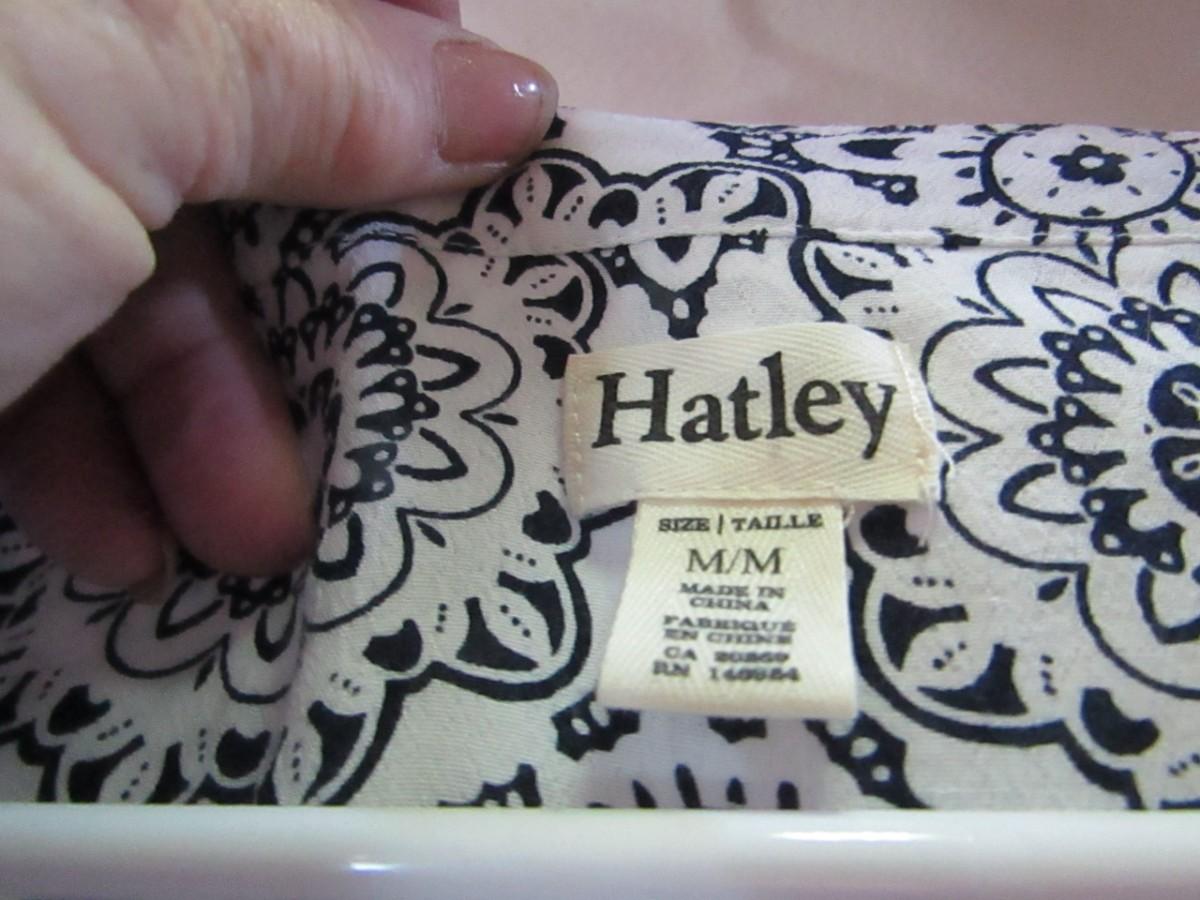 Hatley
SIZE | TAILLE
M/M
MADE IN
CHINA
FABRIQUÉ
EN CHINE
CA
RN